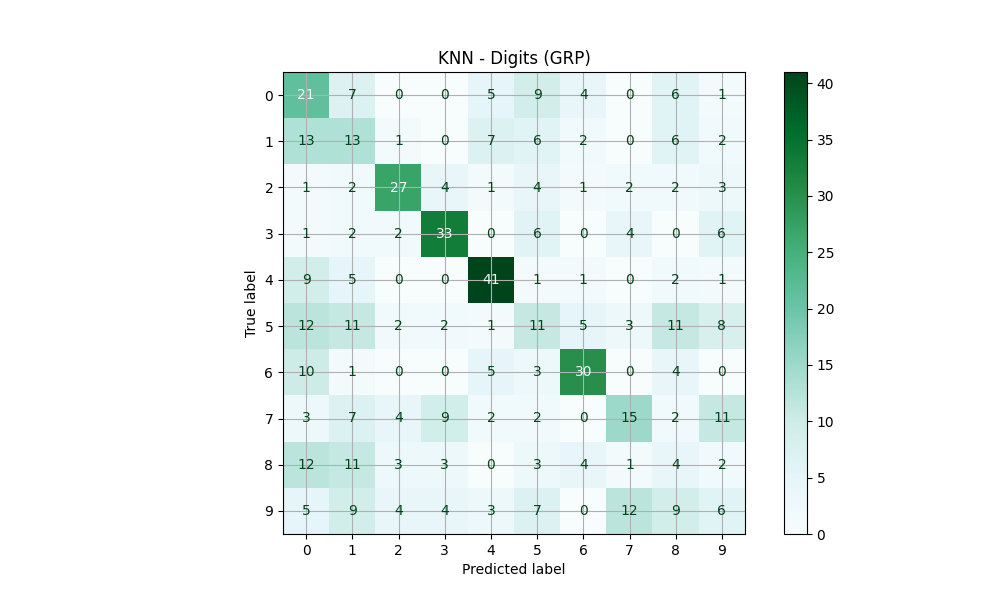 KNN - Digits (GRP)
0 21 7 0 0 5 9 4 0 6 1
1 13 13 1 0 7 6 2 0 6 2
2 1 2 27 4 1 4 1 2 2 3
3 1 2 2 33 0 6 0 4 0 6
4 9 5 0 0 41 1 1 0 2 1
5 12 11 2 2 1 11 5 3 11 8
6 10 1 0 0 5 3 30 0 4 0
7 3 7 4 9 2 2 0 15 2 11
8 12 11 3 3 0 3 4 1 4 2
9 5 9 4 4 3 7 0 12 9 6
0 1 2 3 4 5 6 7 8 9
Predicted label
True label
40
35
30
25
20
15
10
5
0